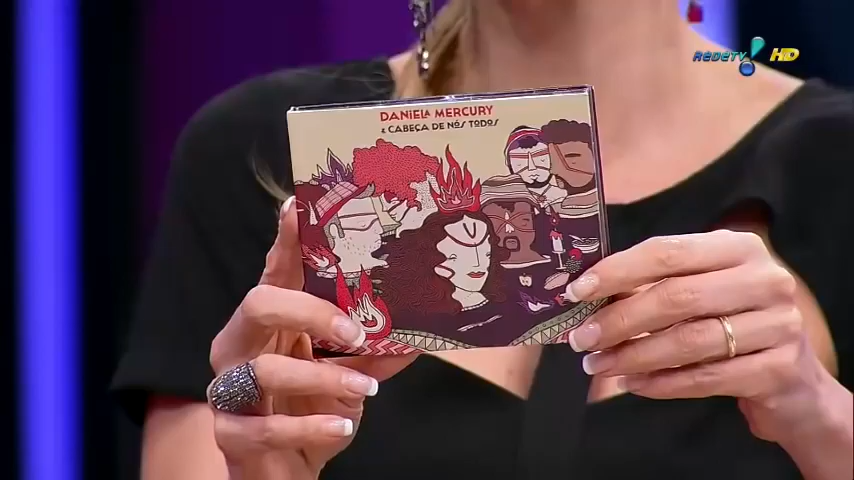 REDETV! HD
DANIELA MERCURY
& CABEÇA DE NÓS TODOS